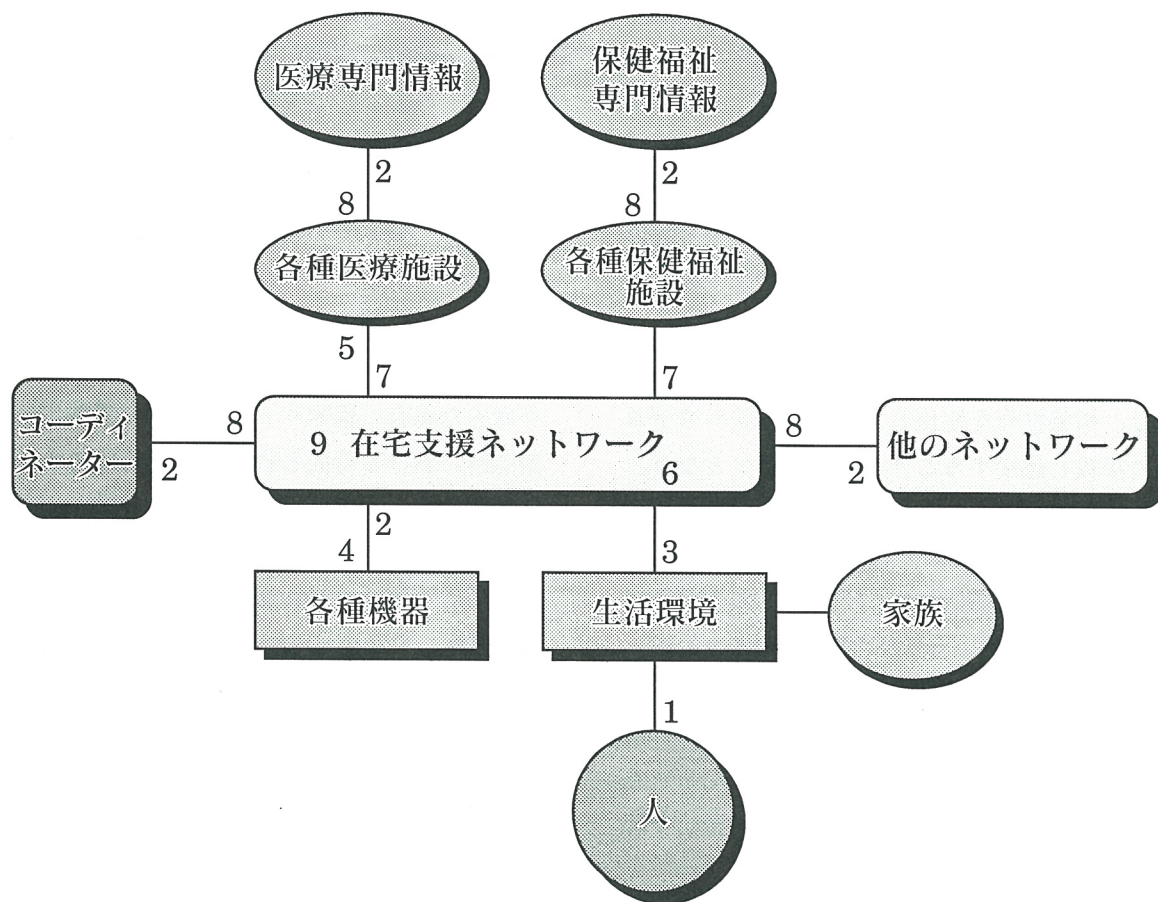 医療専門情報
保健福祉
専門情報
2
2
8
8
各種医療施設
各種保健福祉
施設
5
7
7
コーディ
ネーター
8
2
9 在宅支援ネットワーク
6
8
2
他のネットワーク
2
4
3
各種機器
生活環境
家族
1
人